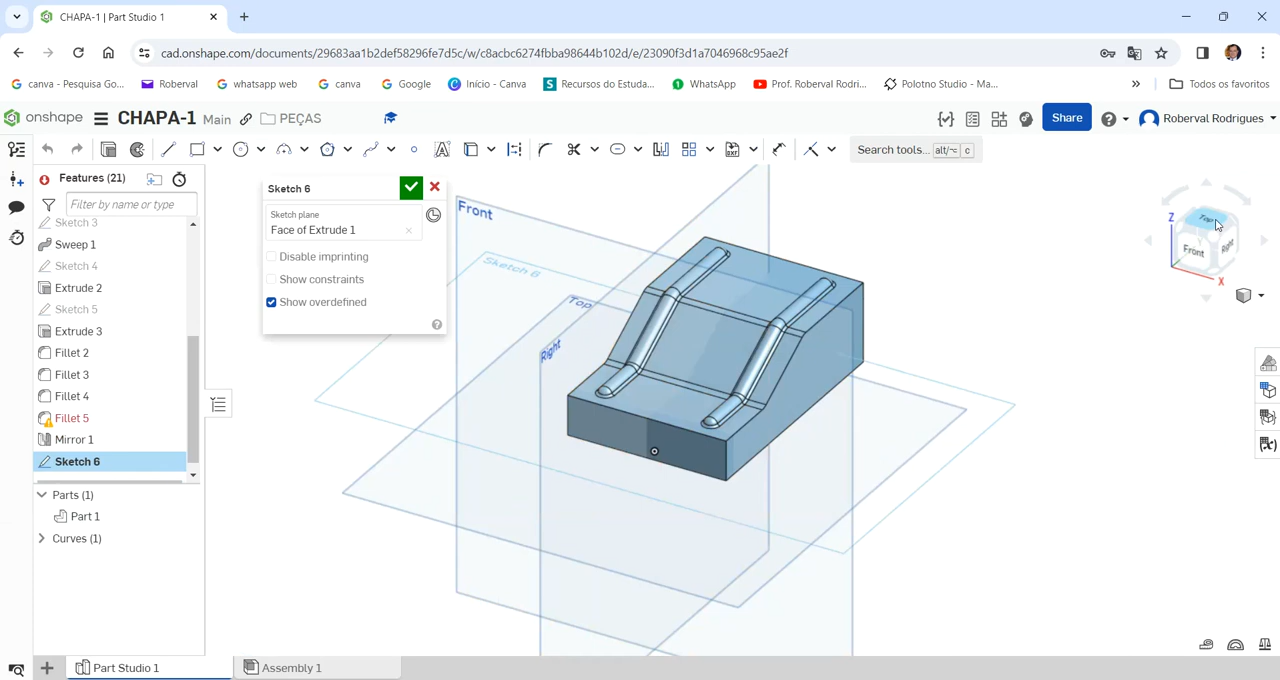 CHAPA-1 | Part Studio 1
cad.onshape.com/documents/29683aa1b2def58296fe7d5c/w/c8acbc6274fbba98644b102d/e/23090f3d1a7046968c95ae2f
canva - Pesquisa Go... Roberval whatsapp web canva Google Início - Canva Recursos do Estuda... WhatsApp Prof. Roberval Rodri... Polotno Studio - Ma... » Todos os favoritos
onshape CHAPA-1 Main PEÇAS Share Roberval Rodrigues
Search tools... alt/⌥ c
Features (21)
Filter by name or type
Sketch 3
Sweep 1
Sketch 4
Extrude 2
Sketch 5
Extrude 3
Fillet 2
Fillet 3
Fillet 4
Fillet 5
Mirror 1
Sketch 6
Parts (1)
Part 1
Curves (1)
Sketch 6
Sketch plane
Face of Extrude 1
Disable imprinting
Show constraints
Show overdefined
Front
Sketch 6
Top
Right
Z
Top
Front
Right
X
Part Studio 1
Assembly 1